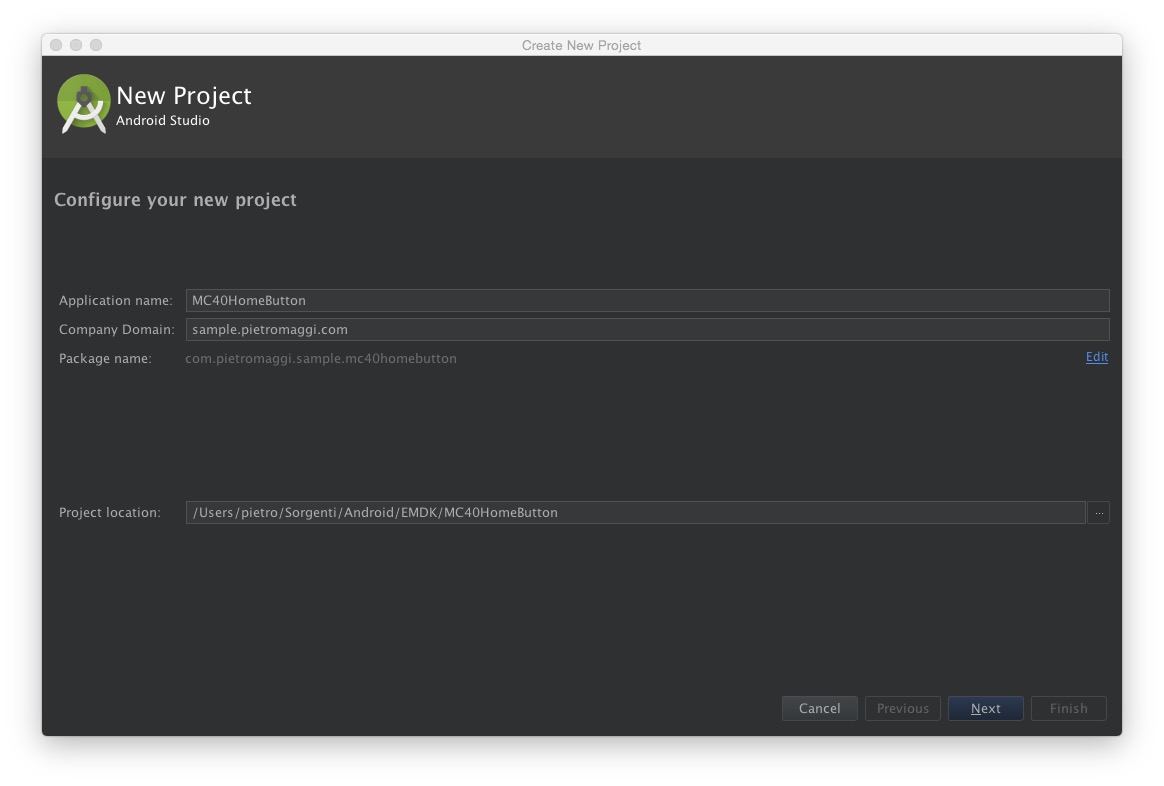 Create New Project
New Project
Android Studio
Configure your new project
Application name: MC40HomeButton
Company Domain: sample.pietromaggi.com
Package name: com.pietromaggi.sample.mc40homebutton Edit
Project location: /Users/pietro/Sorgenti/Android/EMDK/MC40HomeButton ...
Cancel Previous Next Finish